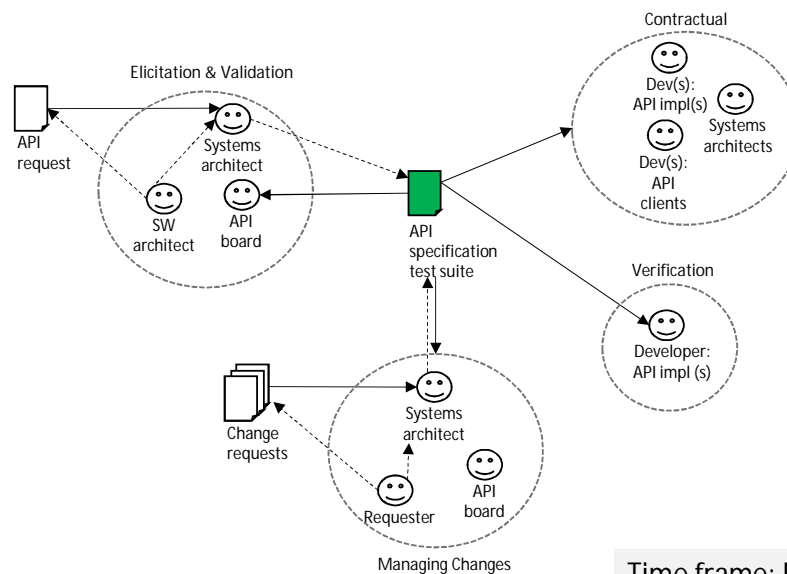 Contractual
Dev(s):
API impl(s)
Systems
architects
Dev(s):
API
clients
Elicitation & Validation
API
request
Systems
architect
SW
architect
API
board
API
specification
test suite
Verification
Developer:
API impl (s)
Change
requests
Systems
architect
API
board
Requester
Managing Changes
Time frame: